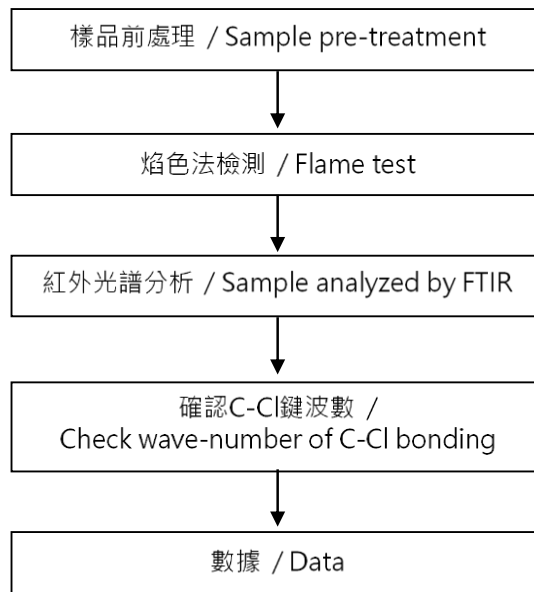 樣品前處理 / Sample pre-treatment
焰色法檢測 / Flame test
紅外光譜分析 / Sample analyzed by FTIR
確認C-Cl鍵波數 /
Check wave-number of C-Cl bonding
數據 / Data